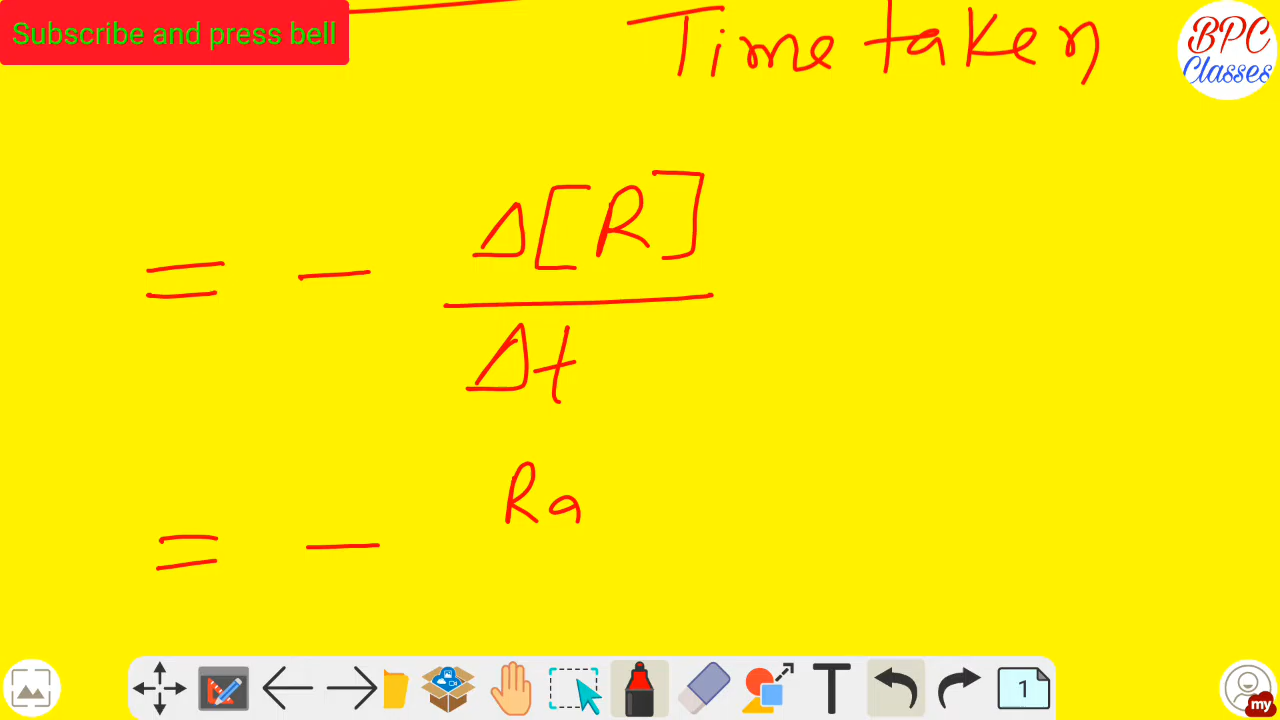 Subscribe and press bell
Time taken
BPC
Classes
= - Δ[R]
Δt
= - Ra
1
my